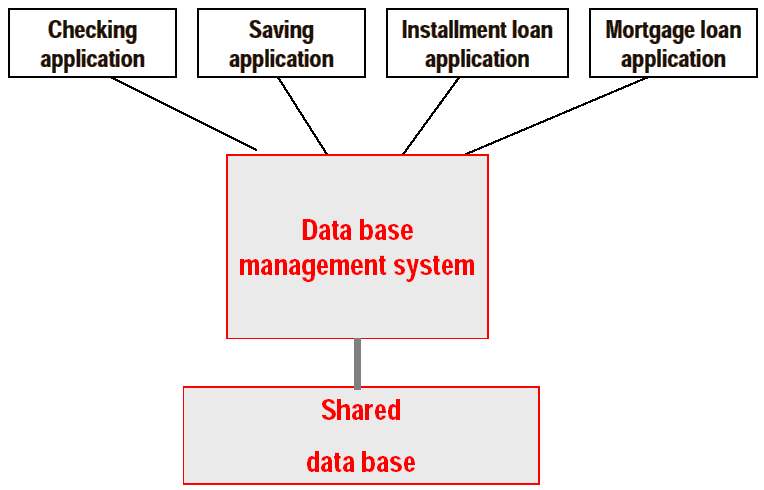 Checking
application
Saving
application
Installment loan
application
Mortgage loan
application
Data base
management system
Shared
data base